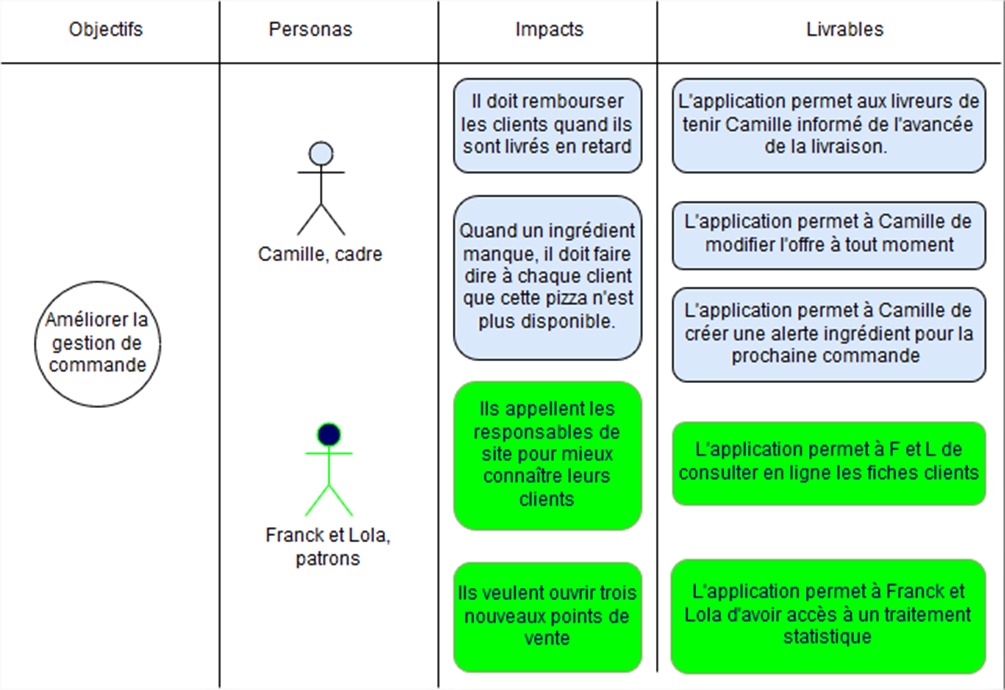 Objectifs
Personas
Impacts
Livrables
Améliorer la
gestion de
commande
Camille, cadre
Il doit rembourser
les clients quand ils
sont livrés en retard
L'application permet aux livreurs de
tenir Camille informé de l'avancée
de la livraison.
Quand un ingrédient
manque, il doit faire
dire à chaque client
que cette pizza n'est
plus disponible.
L'application permet à Camille de
modifier l'offre à tout moment
L'application permet à Camille de
créer une alerte ingrédient pour la
prochaine commande
Franck et Lola,
patrons
Ils appellent les
responsables de
site pour mieux
connaître leurs
clients
L'application permet à F et L de
consulter en ligne les fiches clients
Ils veulent ouvrir trois
nouveaux points de
vente
L'application permet à Franck et
Lola d'avoir accès à un traitement
statistique